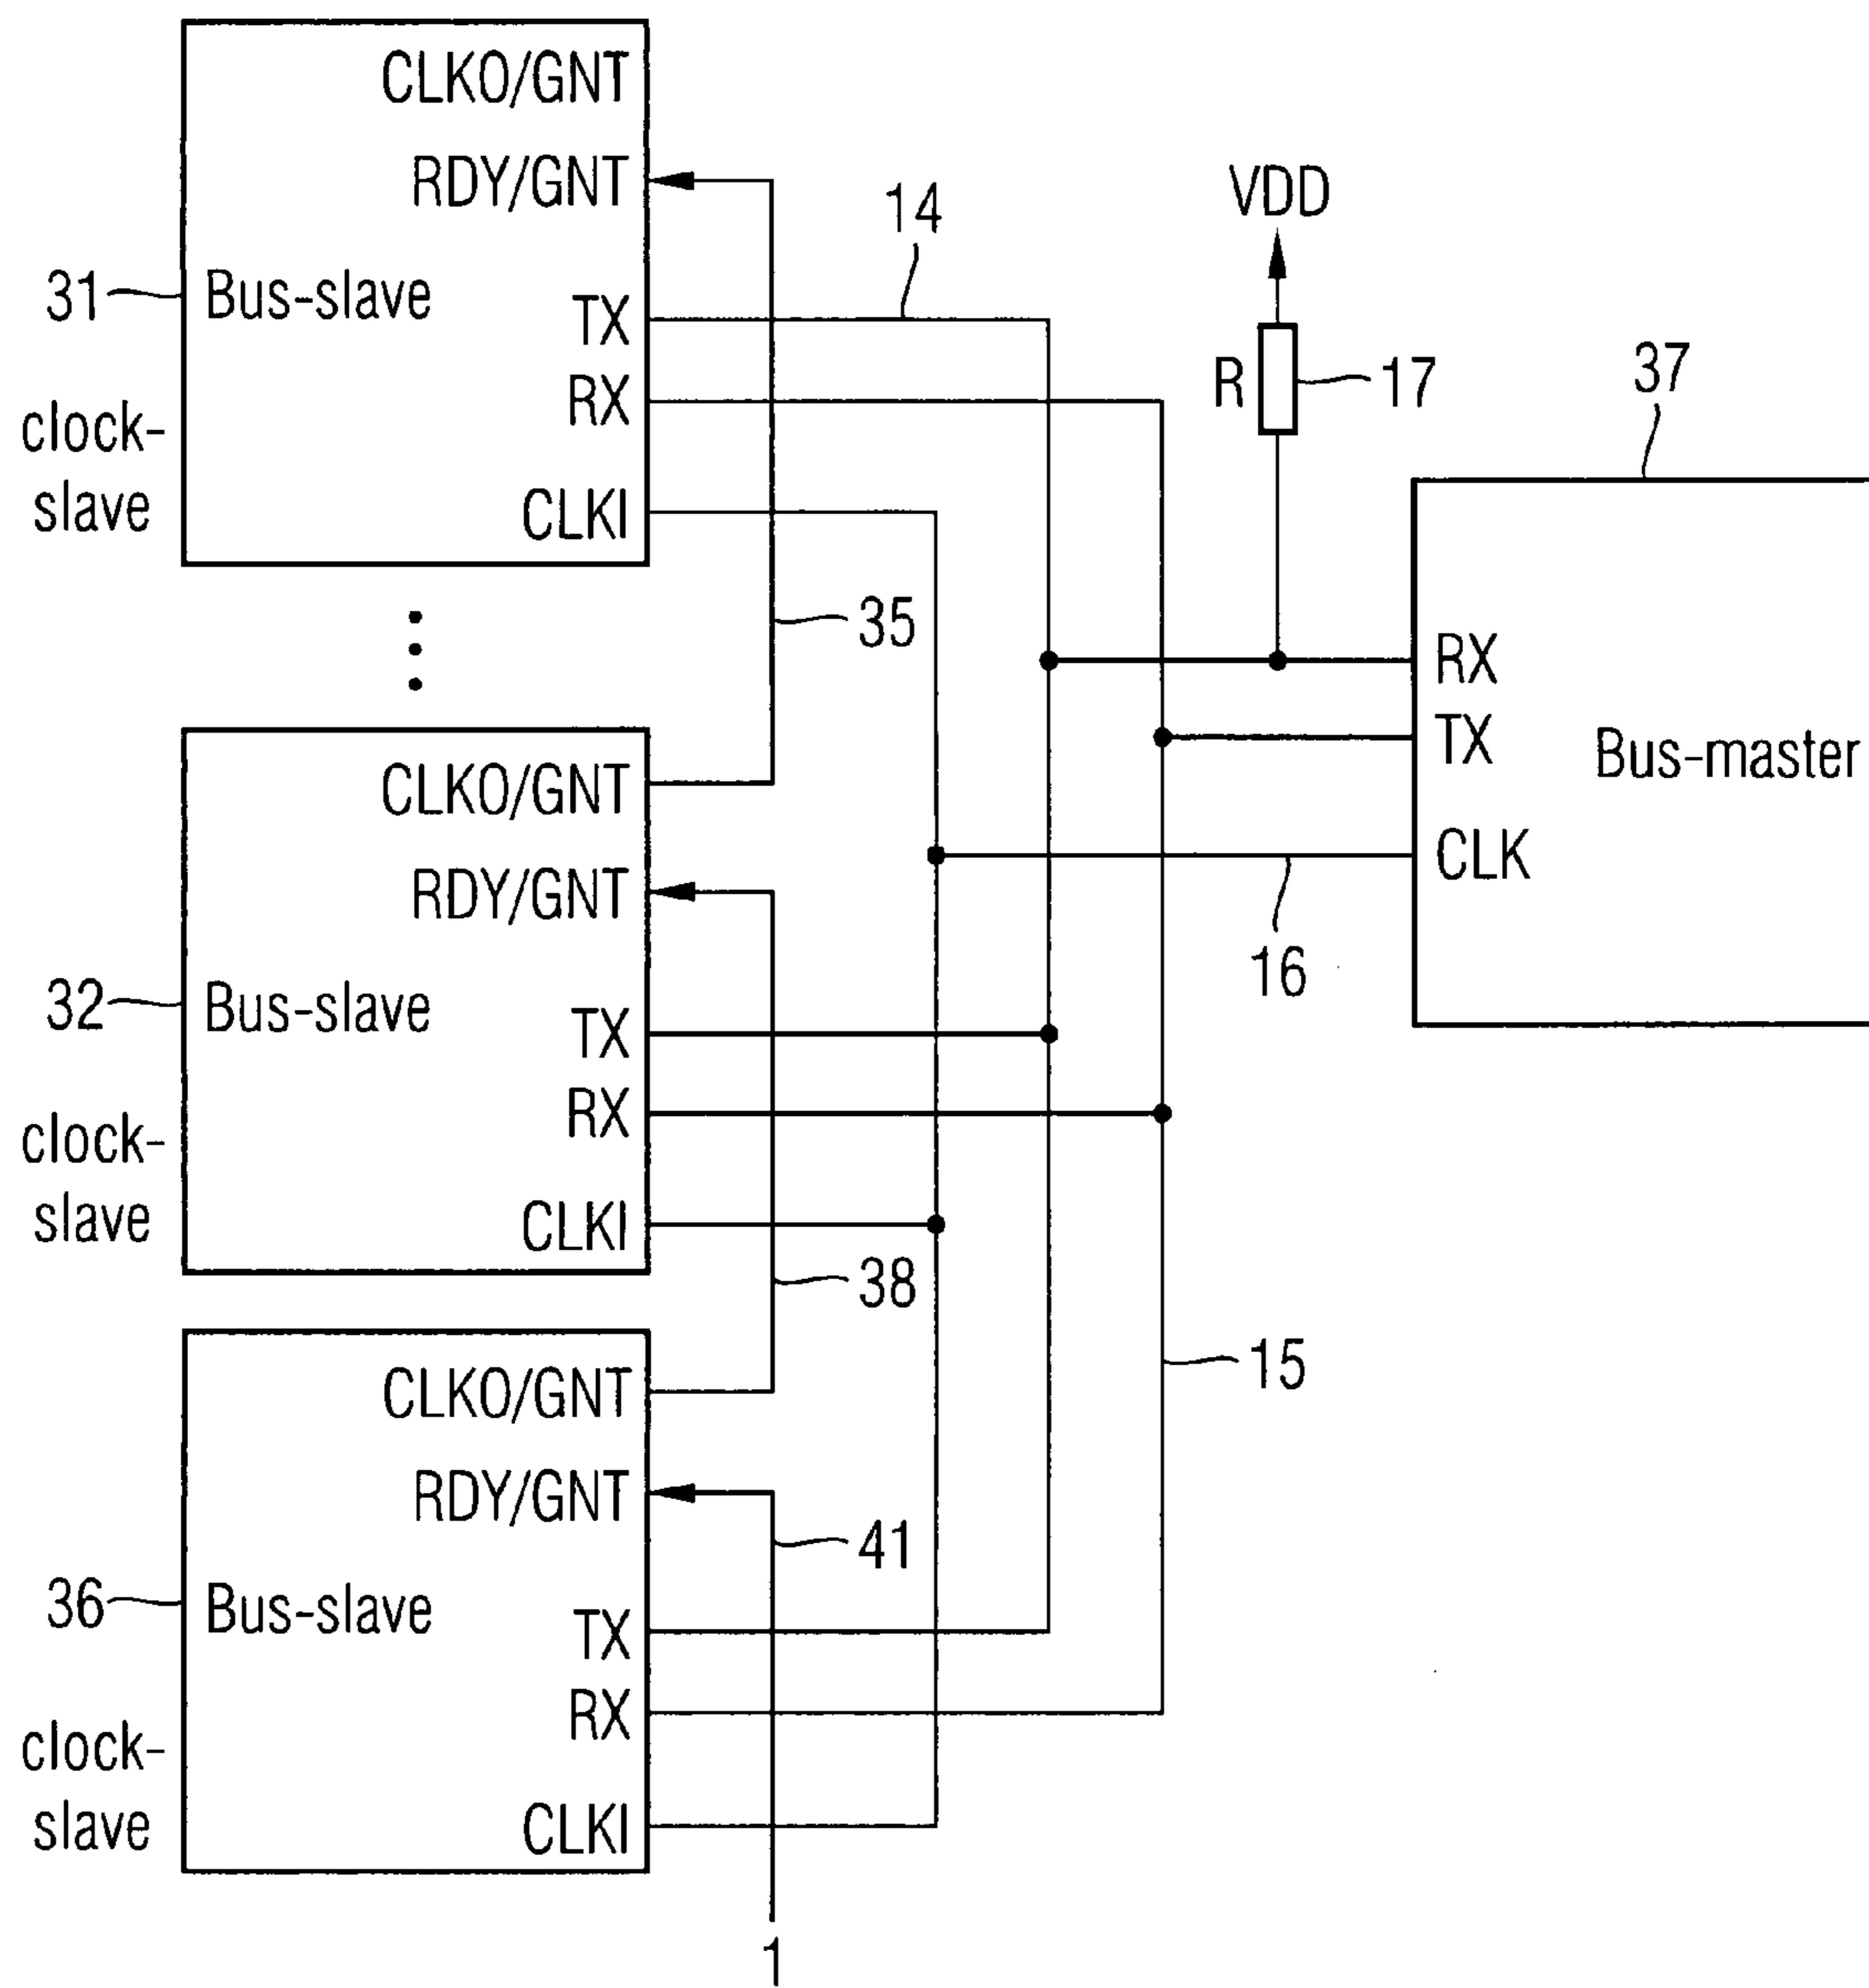 CLKO/GNT
RDY/GNT
31
Bus-slave
TX
RX
clock-
slave
CLKI
14
VDD
R
17
37
35
RX
TX
Bus-master
CLK
16
CLKO/GNT
RDY/GNT
32
Bus-slave
TX
RX
clock-
slave
CLKI
38
15
CLKO/GNT
RDY/GNT
41
36
Bus-slave
TX
RX
clock-
slave
CLKI
1